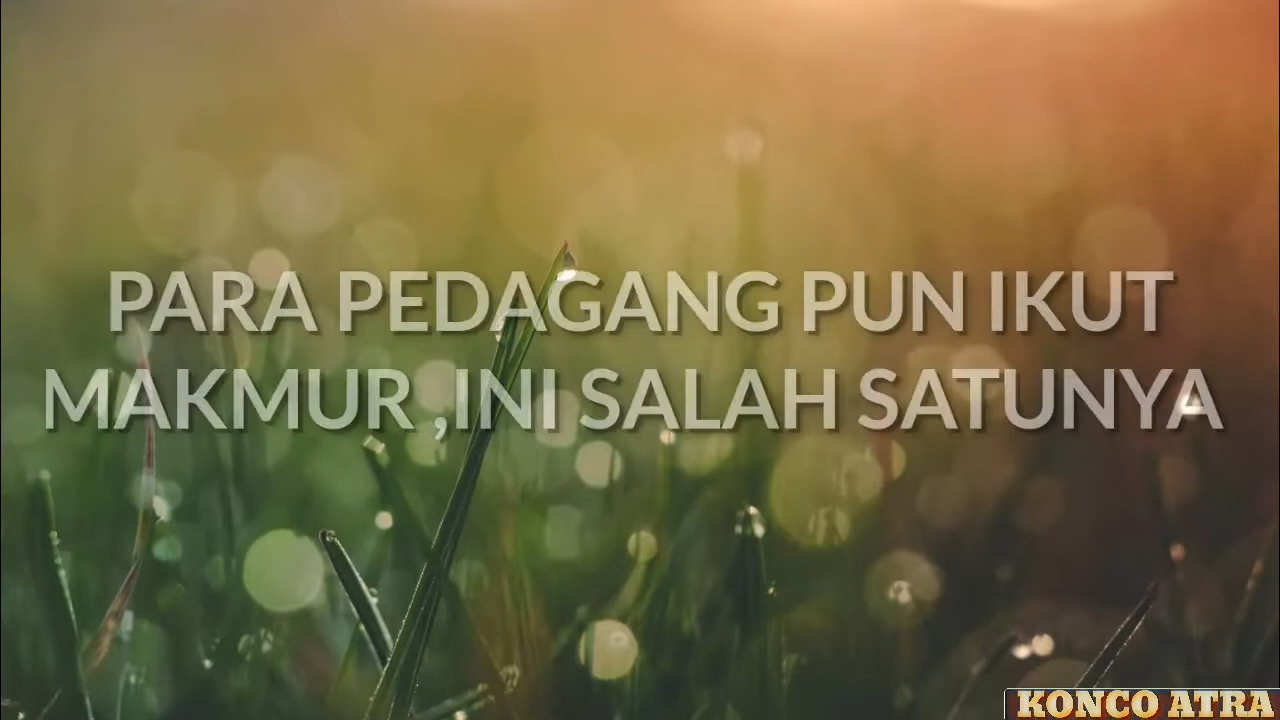 PARA PEDAGANG PUN IKUT
MAKMUR ,INI SALAH SATUNYA
KONCO ATRA